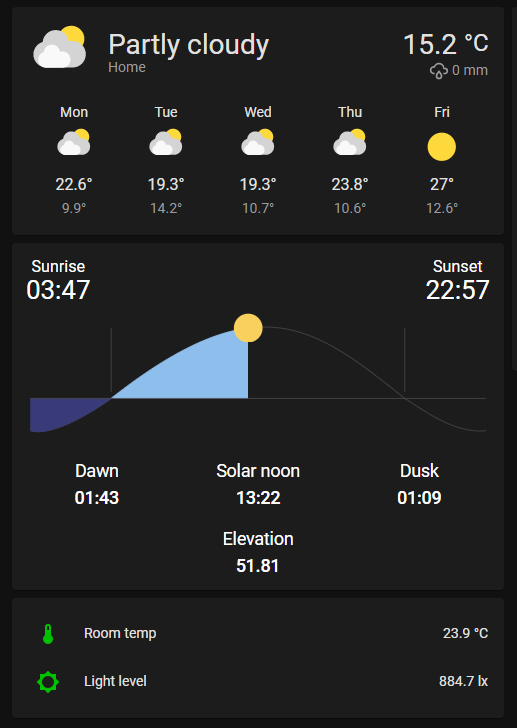 Partly cloudy 15.2 °C
Home 0 mm
Mon Tue Wed Thu Fri
22.6° 19.3° 19.3° 23.8° 27°
9.9° 14.2° 10.7° 10.6° 12.6°
Sunrise Sunset
03:47 22:57
Dawn Solar noon Dusk
01:43 13:22 01:09
Elevation
51.81
Room temp 23.9 °C
Light level 884.7 lx